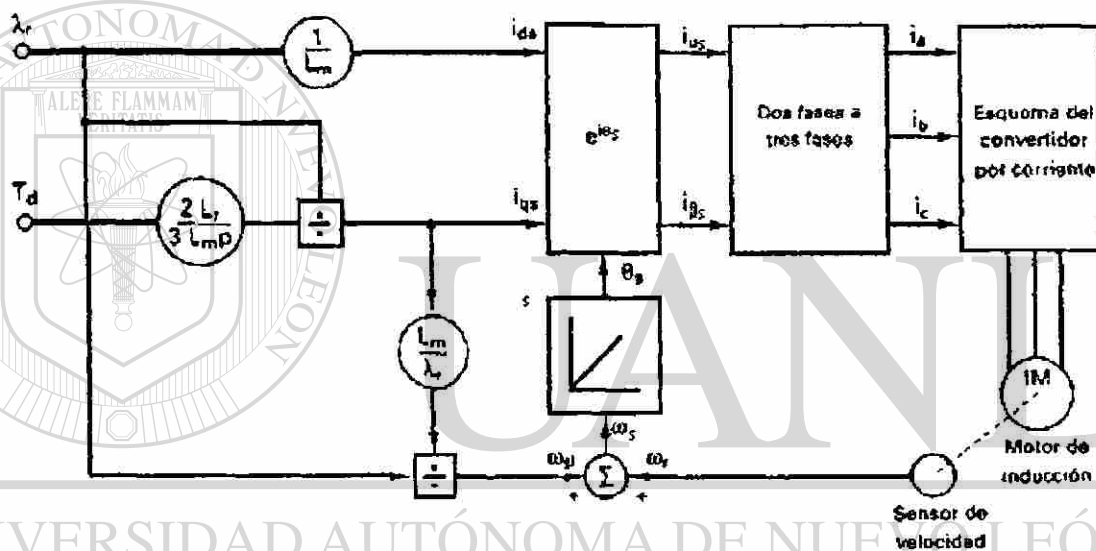 λr
1
Lm
ids
iαs
ia
ALERE FLAMMAM
VERITATIS
Td
2 Lr
3 Lmp
÷
iqs
e^jθs
iβs
Dos fases a
tres fases
ib
ic
Esquema del
convertidor
por corriente
θs
s
Lm
λr
ωs
÷
ωsl
+
Σ
+
ωr
IM
Motor de
inducción
Sensor de
velocidad
UANL
UNIVERSIDAD AUTÓNOMA DE NUEVO LEÓN